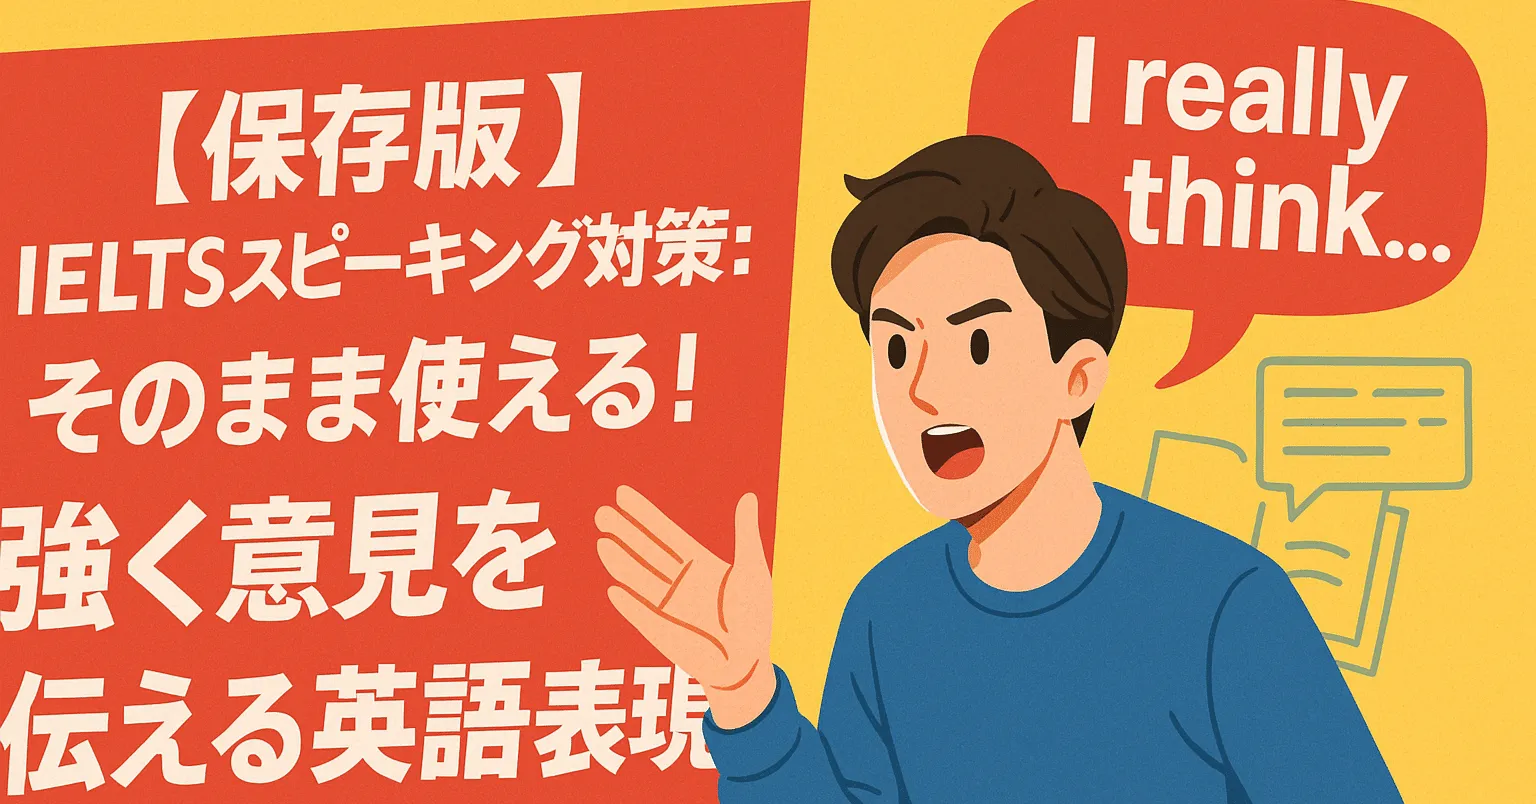 【保存版】
IELTSスピーキング対策:
そのまま使える!
強く意見を
伝える英語表現
I really
think...